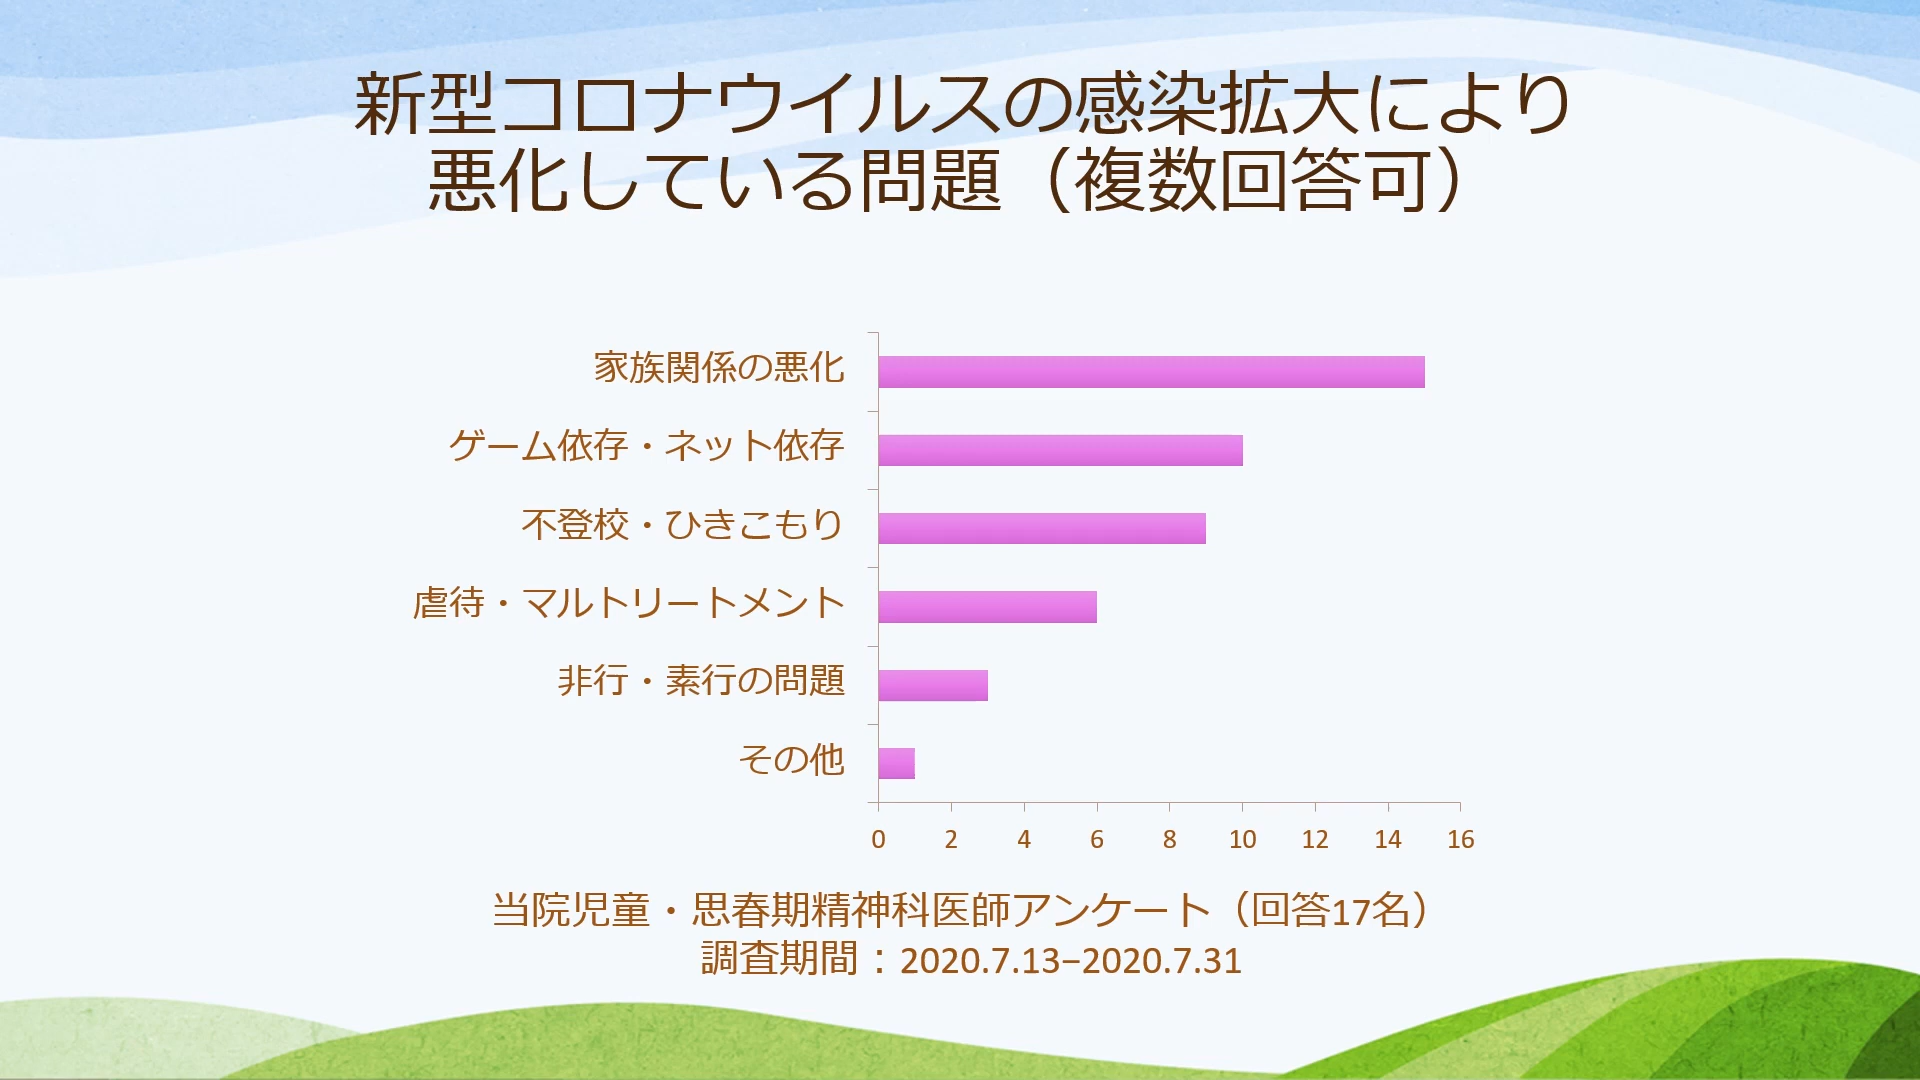 新型コロナウイルスの感染拡大により
悪化している問題（複数回答可）
家族関係の悪化
ゲーム依存・ネット依存
不登校・ひきこもり
虐待・マルトリートメント
非行・素行の問題
その他
0 2 4 6 8 10 12 14 16
当院児童・思春期精神科医師アンケート（回答17名）
調査期間：2020.7.13−2020.7.31